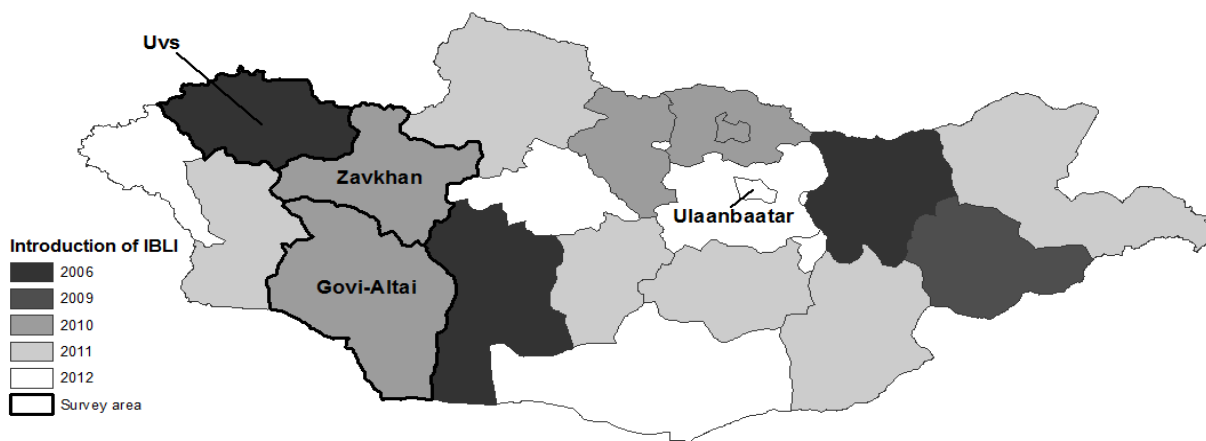 Uvs
Zavkhan
Ulaanbaatar
Govi-Altai
Introduction of IBLI
2006
2009
2010
2011
2012
Survey area